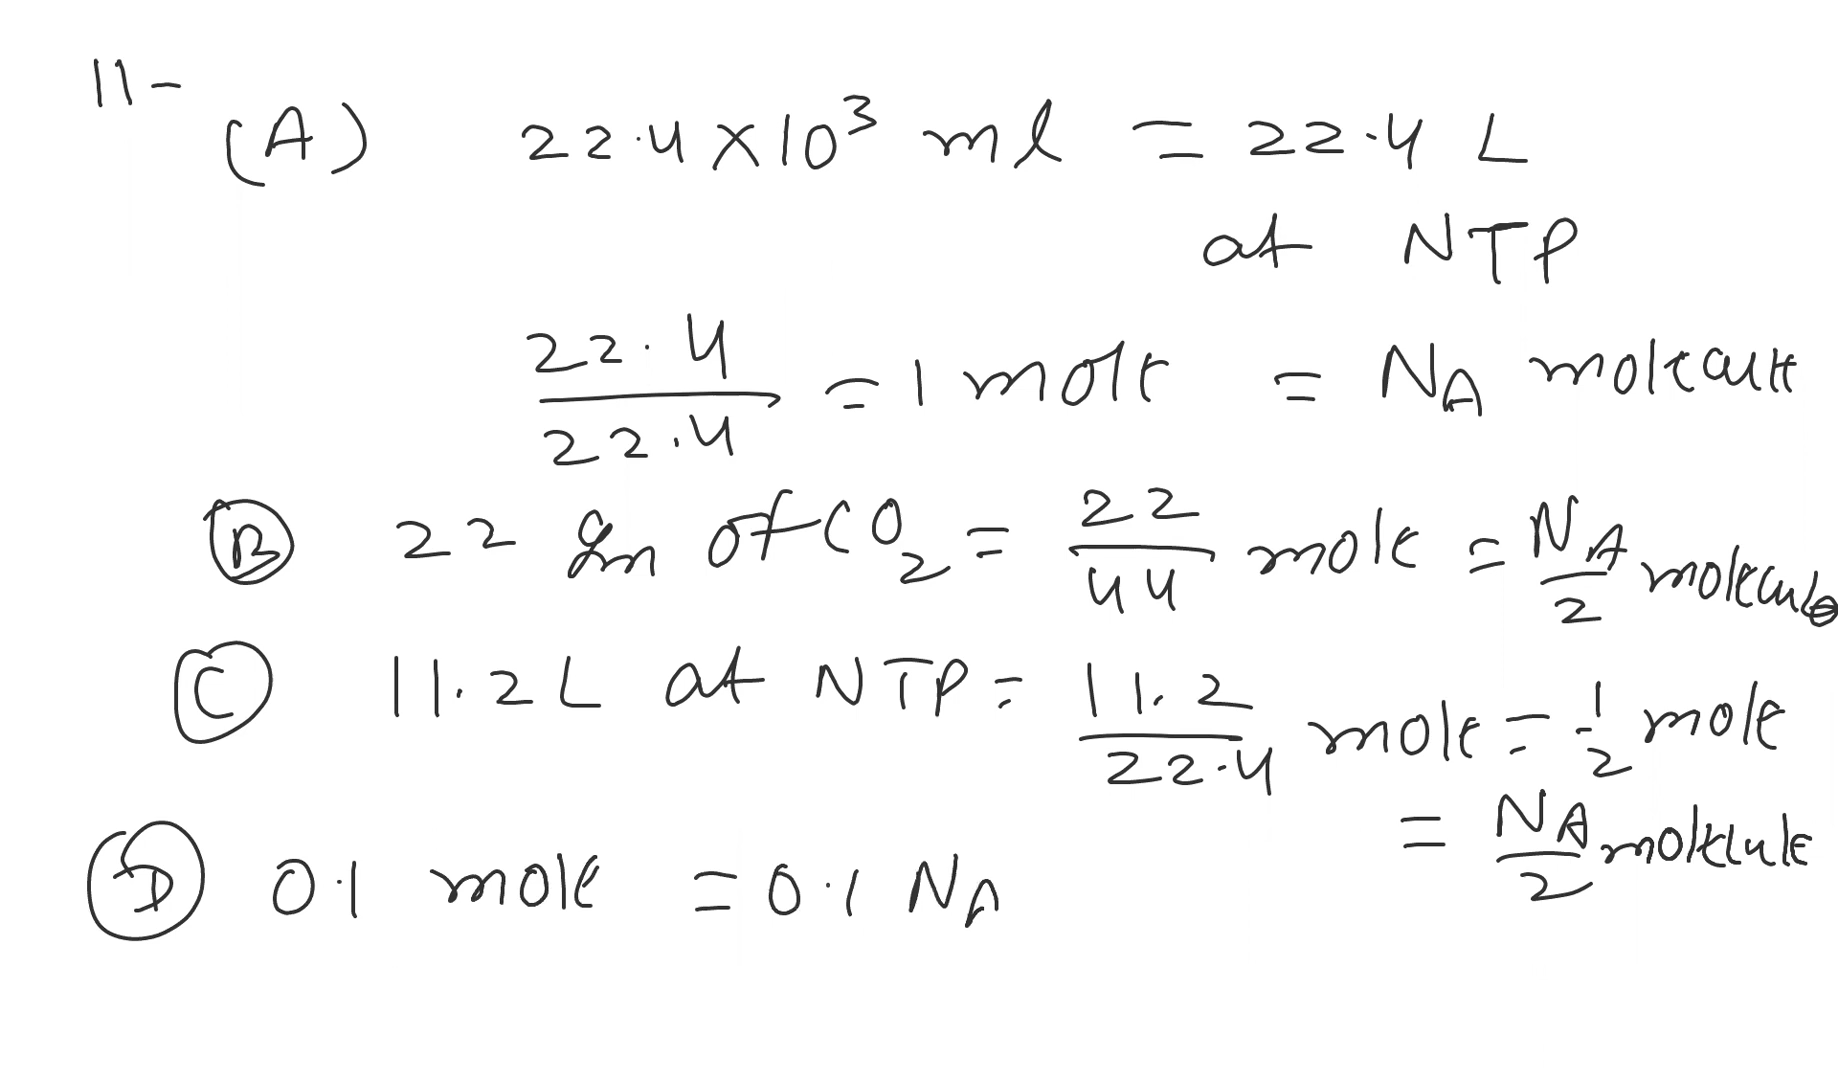 11-
(A) 22.4×10³ ml = 22.4 L
at NTP
22.4/22.4 = 1 mole = NA molecule
(B) 22 gm of CO₂ = 22/44 mole = NA/2 molecule
(C) 11.2 L at NTP = 11.2/22.4 mole = 1/2 mole
= NA/2 molecule
(D) 0.1 mole = 0.1 NA